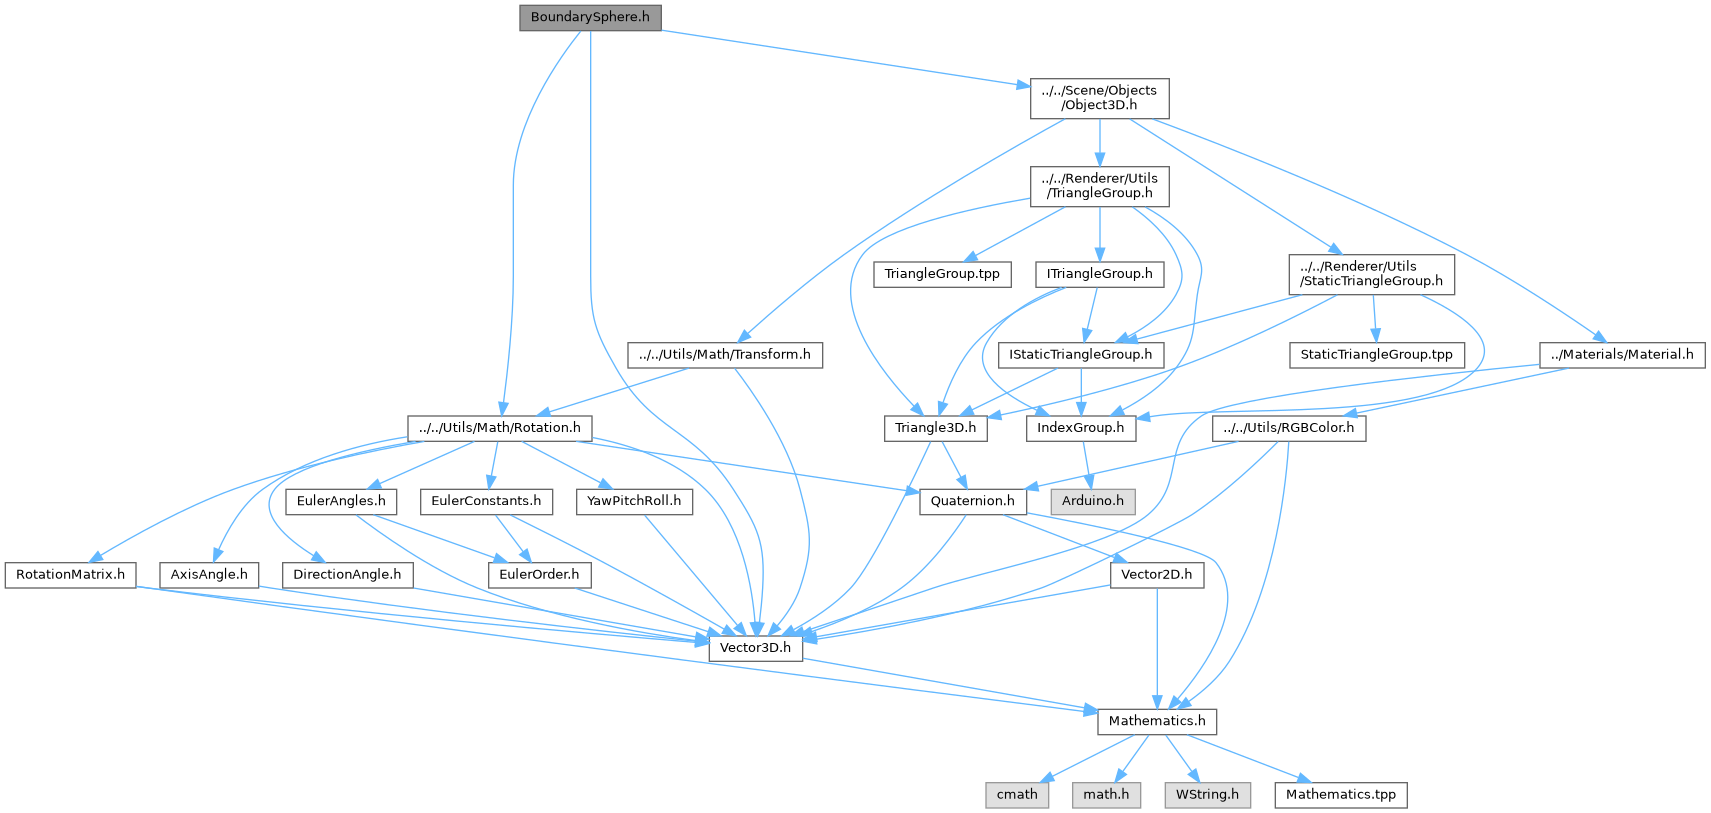 BoundarySphere.h
../../Scene/Objects
/Object3D.h
../../Renderer/Utils
/TriangleGroup.h
TriangleGroup.tpp
ITriangleGroup.h
../../Renderer/Utils
/StaticTriangleGroup.h
../../Utils/Math/Transform.h
IStaticTriangleGroup.h
StaticTriangleGroup.tpp
../Materials/Material.h
../../Utils/Math/Rotation.h
Triangle3D.h
IndexGroup.h
../../Utils/RGBColor.h
EulerAngles.h
EulerConstants.h
YawPitchRoll.h
Quaternion.h
Arduino.h
RotationMatrix.h
AxisAngle.h
DirectionAngle.h
EulerOrder.h
Vector2D.h
Vector3D.h
Mathematics.h
cmath
math.h
WString.h
Mathematics.tpp